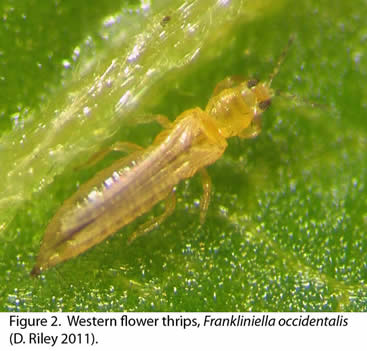 Figure 2.  Western flower thrips, Frankliniella occidentalis
(D. Riley 2011).